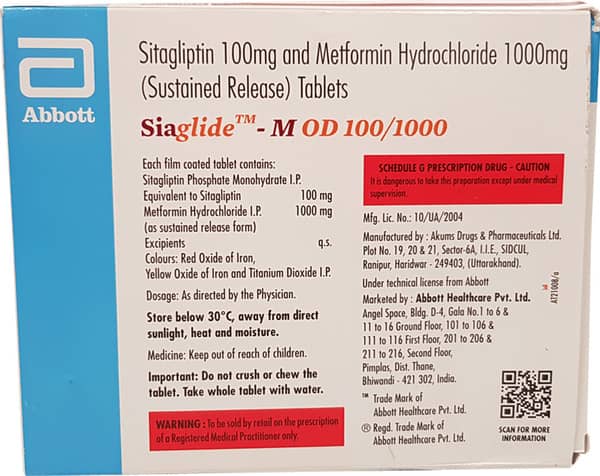 Abbott
Sitagliptin 100mg and Metformin Hydrochloride 1000mg
(Sustained Release) Tablets
Siaglide™- M OD 100/1000
Each film coated tablet contains:
Sitagliptin Phosphate Monohydrate I.P.
Equivalent to Sitagliptin 100 mg
Metformin Hydrochloride I.P. 1000 mg
(as sustained release form)
Excipients q.s.
Colours: Red Oxide of Iron,
Yellow Oxide of Iron and Titanium Dioxide I.P.
Dosage: As directed by the Physician.
Store below 30°C, away from direct
sunlight, heat and moisture.
Medicine: Keep out of reach of children.
Important: Do not crush or chew the
tablet. Take whole tablet with water.
WARNING : To be sold by retail on the prescription
of a Registered Medical Practitioner only.
SCHEDULE G PRESCRIPTION DRUG - CAUTION
It is dangerous to take this preparation except under medical
supervision.
Mfg. Lic. No.: 10/UA/2004
Manufactured by : Akums Drugs & Pharmaceuticals Ltd.
Plot No. 19, 20 & 21, Sector-6A, I.I.E., SIDCUL,
Ranipur, Haridwar - 249403, (Uttarakhand).
Under technical license from Abbott
Marketed by : Abbott Healthcare Pvt. Ltd.
Angel Space, Bldg. D-4, Gala No.1 to 6 &
11 to 16 Ground Floor, 101 to 106 &
111 to 116 First Floor, 201 to 206 &
211 to 216, Second Floor,
Pimplas, Dist. Thane,
Bhiwandi - 421 302, India.
™ Trade Mark of
Abbott Healthcare Pvt. Ltd.
® Regd. Trade Mark of
Abbott Healthcare Pvt. Ltd.
SCAN FOR MORE
INFORMATION